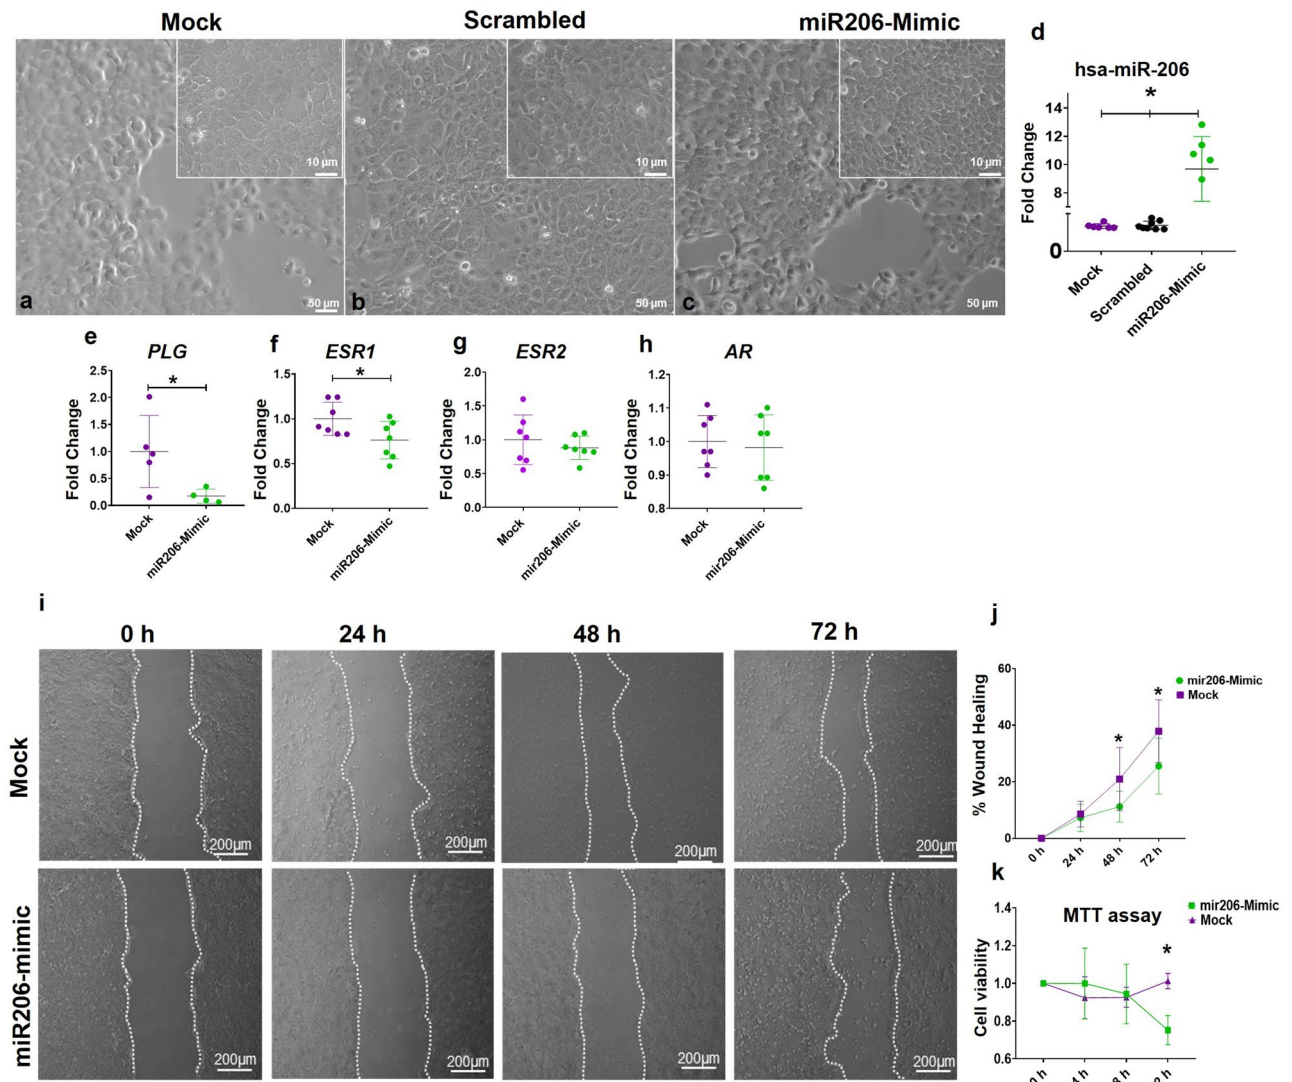 Mock Scrambled miR206-Mimic
10 µm 10 µm 10 µm
a 50 µm b 50 µm c 50 µm
d
hsa-miR-206
*
Fold Change
14
12
10
8
0
Mock Scrambled miR206-Mimic
e
PLG
*
Fold Change
2.5
2.0
1.5
1.0
0.5
0.0
Mock miR206-Mimic
f
ESR1
*
Fold Change
1.5
1.0
0.5
0.0
Mock miR206-Mimic
g
ESR2
Fold Change
2.0
1.5
1.0
0.5
0.0
Mock mir206-Mimic
h
AR
Fold Change
1.2
1.1
1.0
0.9
0.8
Mock mir206-Mimic
i
0 h 24 h 48 h 72 h
Mock
200µm 200µm 200µm 200µm
miR206-mimic
200µm 200µm 200µm 200µm
j
% Wound Healing
60
40
20
0
* *
mir206-Mimic
Mock
0 h 24 h 48 h 72 h
k
MTT assay
Cell viability
1.4
1.2
1.0
0.8
0.6
*
mir206-Mimic
Mock